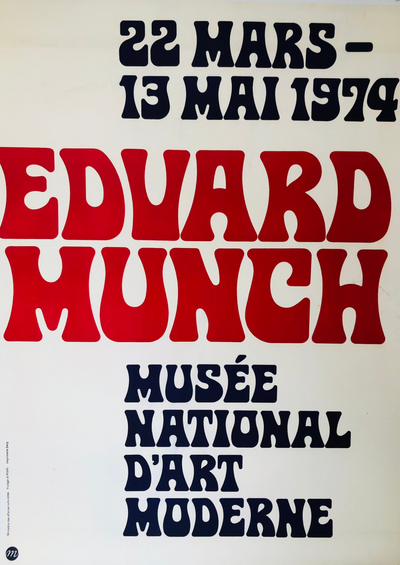 22 MARS–
13 MAI 1974
EDVARD
MUNCH
MUSÉE
NATIONAL
D'ART
MODERNE
m